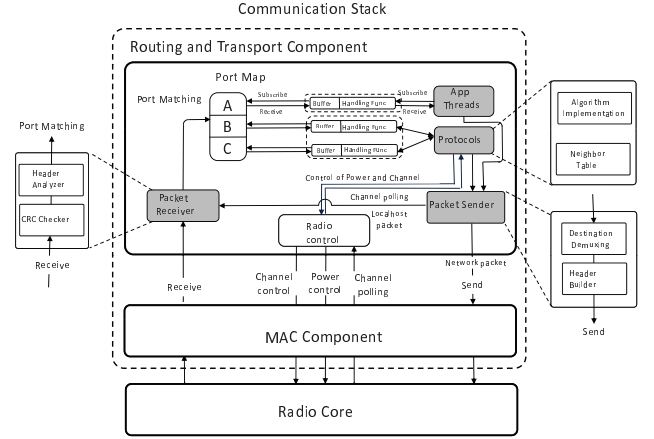 Communication Stack
Routing and Transport Component
Port Map
Port Matching
A
B
C
Subscribe
Receive
Buffer
Handling Func
Subscribe
Receive
Buffer
Handling Func
Buffer
Handling Func
App
Threads
Protocols
Algorithm
Implementation
Neighbor
Table
Port Matching
Header
Analyzer
CRC Checker
Receive
Packet
Receiver
Control of Power and Channel
Channel polling
Localhost
packet
Packet Sender
Radio
control
Destination
Demuxing
Header
Builder
Send
Receive
Channel
control
Power
control
Channel
polling
Network packet
Send
MAC Component
Radio Core